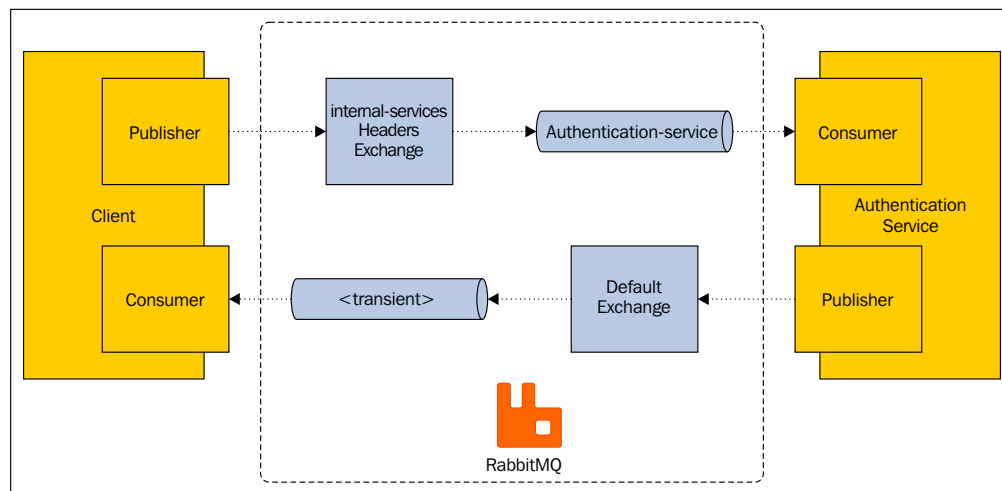 Publisher
internal-services
Headers
Exchange
Authentication-service
Consumer
Client
Authentication
Service
Consumer
<transient>
Default
Exchange
Publisher
RabbitMQ